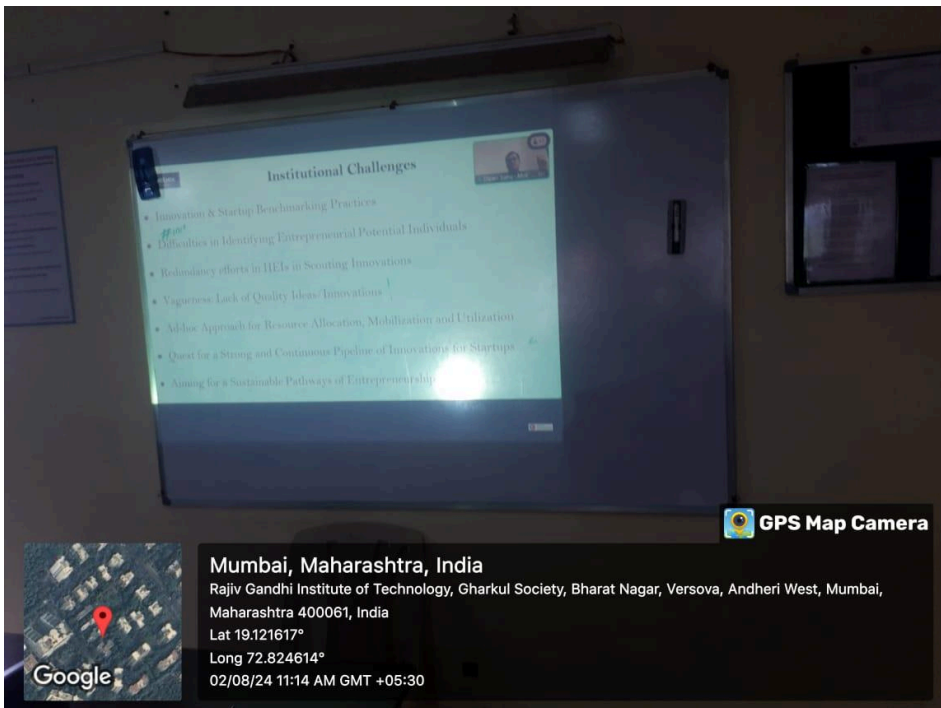 Institutional Challenges
• Innovation & Startup Benchmarking Practices
• Difficulties in Identifying Entrepreneurial Potential Individuals
• Redundancy efforts in HEIs in Scouting Innovations
• Vagueness: Lack of Quality Ideas/Innovations
• Ad-hoc Approach for Resource Allocation, Mobilization and Utilization
• Quest for a Strong and Continuous Pipeline of Innovations for Startups
• Aiming for a Sustainable Pathways of Entrepreneurship
GPS Map Camera
Mumbai, Maharashtra, India
Rajiv Gandhi Institute of Technology, Gharkul Society, Bharat Nagar, Versova, Andheri West, Mumbai,
Maharashtra 400061, India
Lat 19.121617°
Long 72.824614°
02/08/24 11:14 AM GMT +05:30
Google